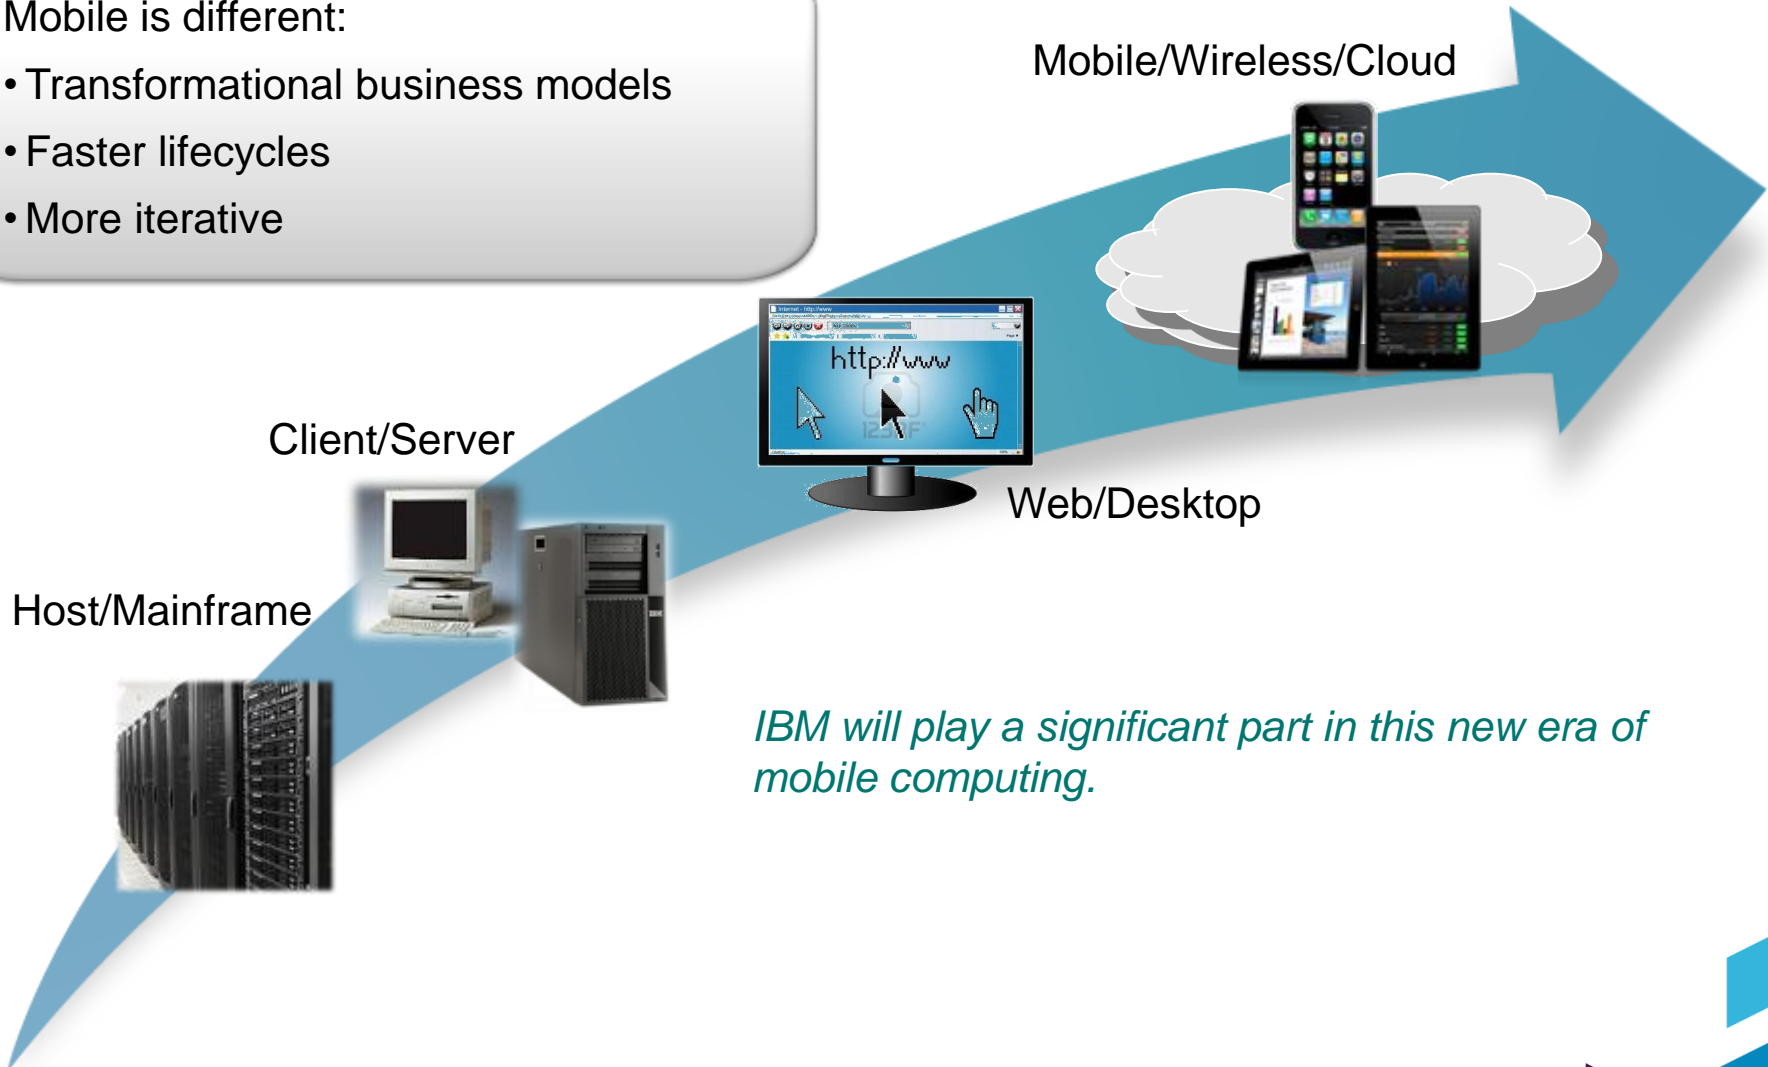 Mobile is different:
• Transformational business models
• Faster lifecycles
• More iterative
Mobile/Wireless/Cloud
http://www
Client/Server
Web/Desktop
Host/Mainframe
IBM will play a significant part in this new era of
mobile computing.